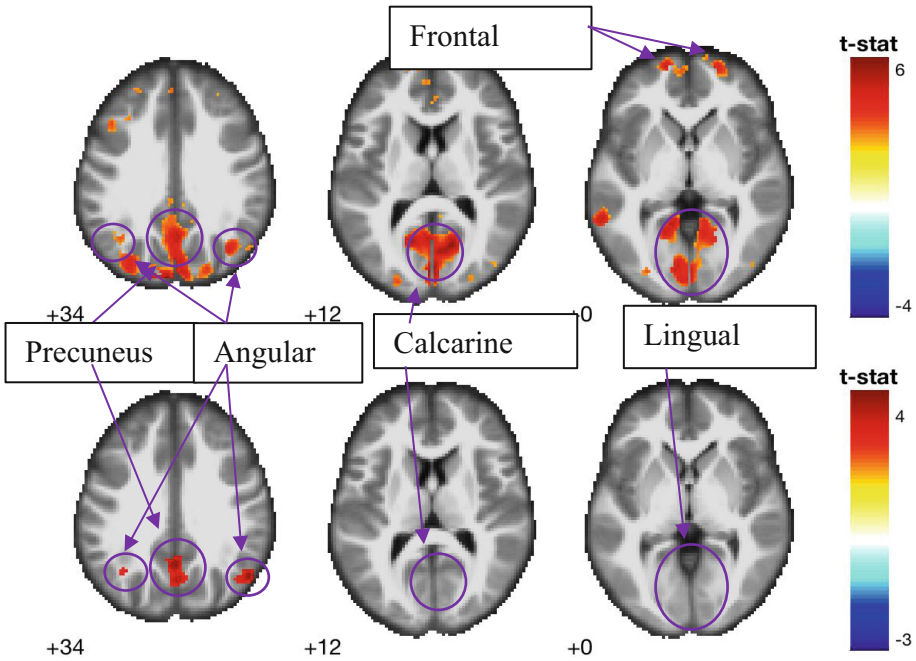 Frontal
t-stat
6
-4
+34
+12
+0
Precuneus
Angular
Calcarine
Lingual
t-stat
4
-3
+34
+12
+0